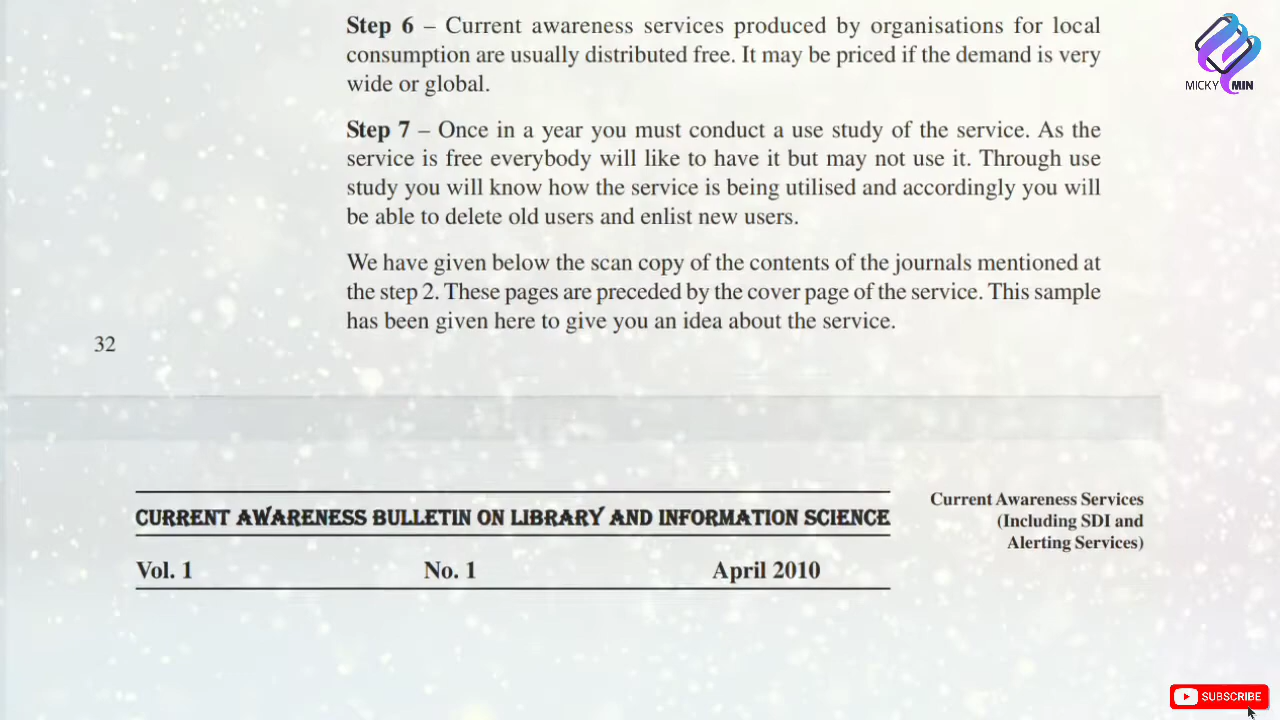 Step 6 – Current awareness services produced by organisations for local
consumption are usually distributed free. It may be priced if the demand is very
wide or global.
Step 7 – Once in a year you must conduct a use study of the service. As the
service is free everybody will like to have it but may not use it. Through use
study you will know how the service is being utilised and accordingly you will
be able to delete old users and enlist new users.
We have given below the scan copy of the contents of the journals mentioned at
the step 2. These pages are preceded by the cover page of the service. This sample
has been given here to give you an idea about the service.
32
CURRENT AWARENESS BULLETIN ON LIBRARY AND INFORMATION SCIENCE
Vol. 1 No. 1 April 2010
Current Awareness Services
(Including SDI and
Alerting Services)
MICKY MIN
SUBSCRIBE